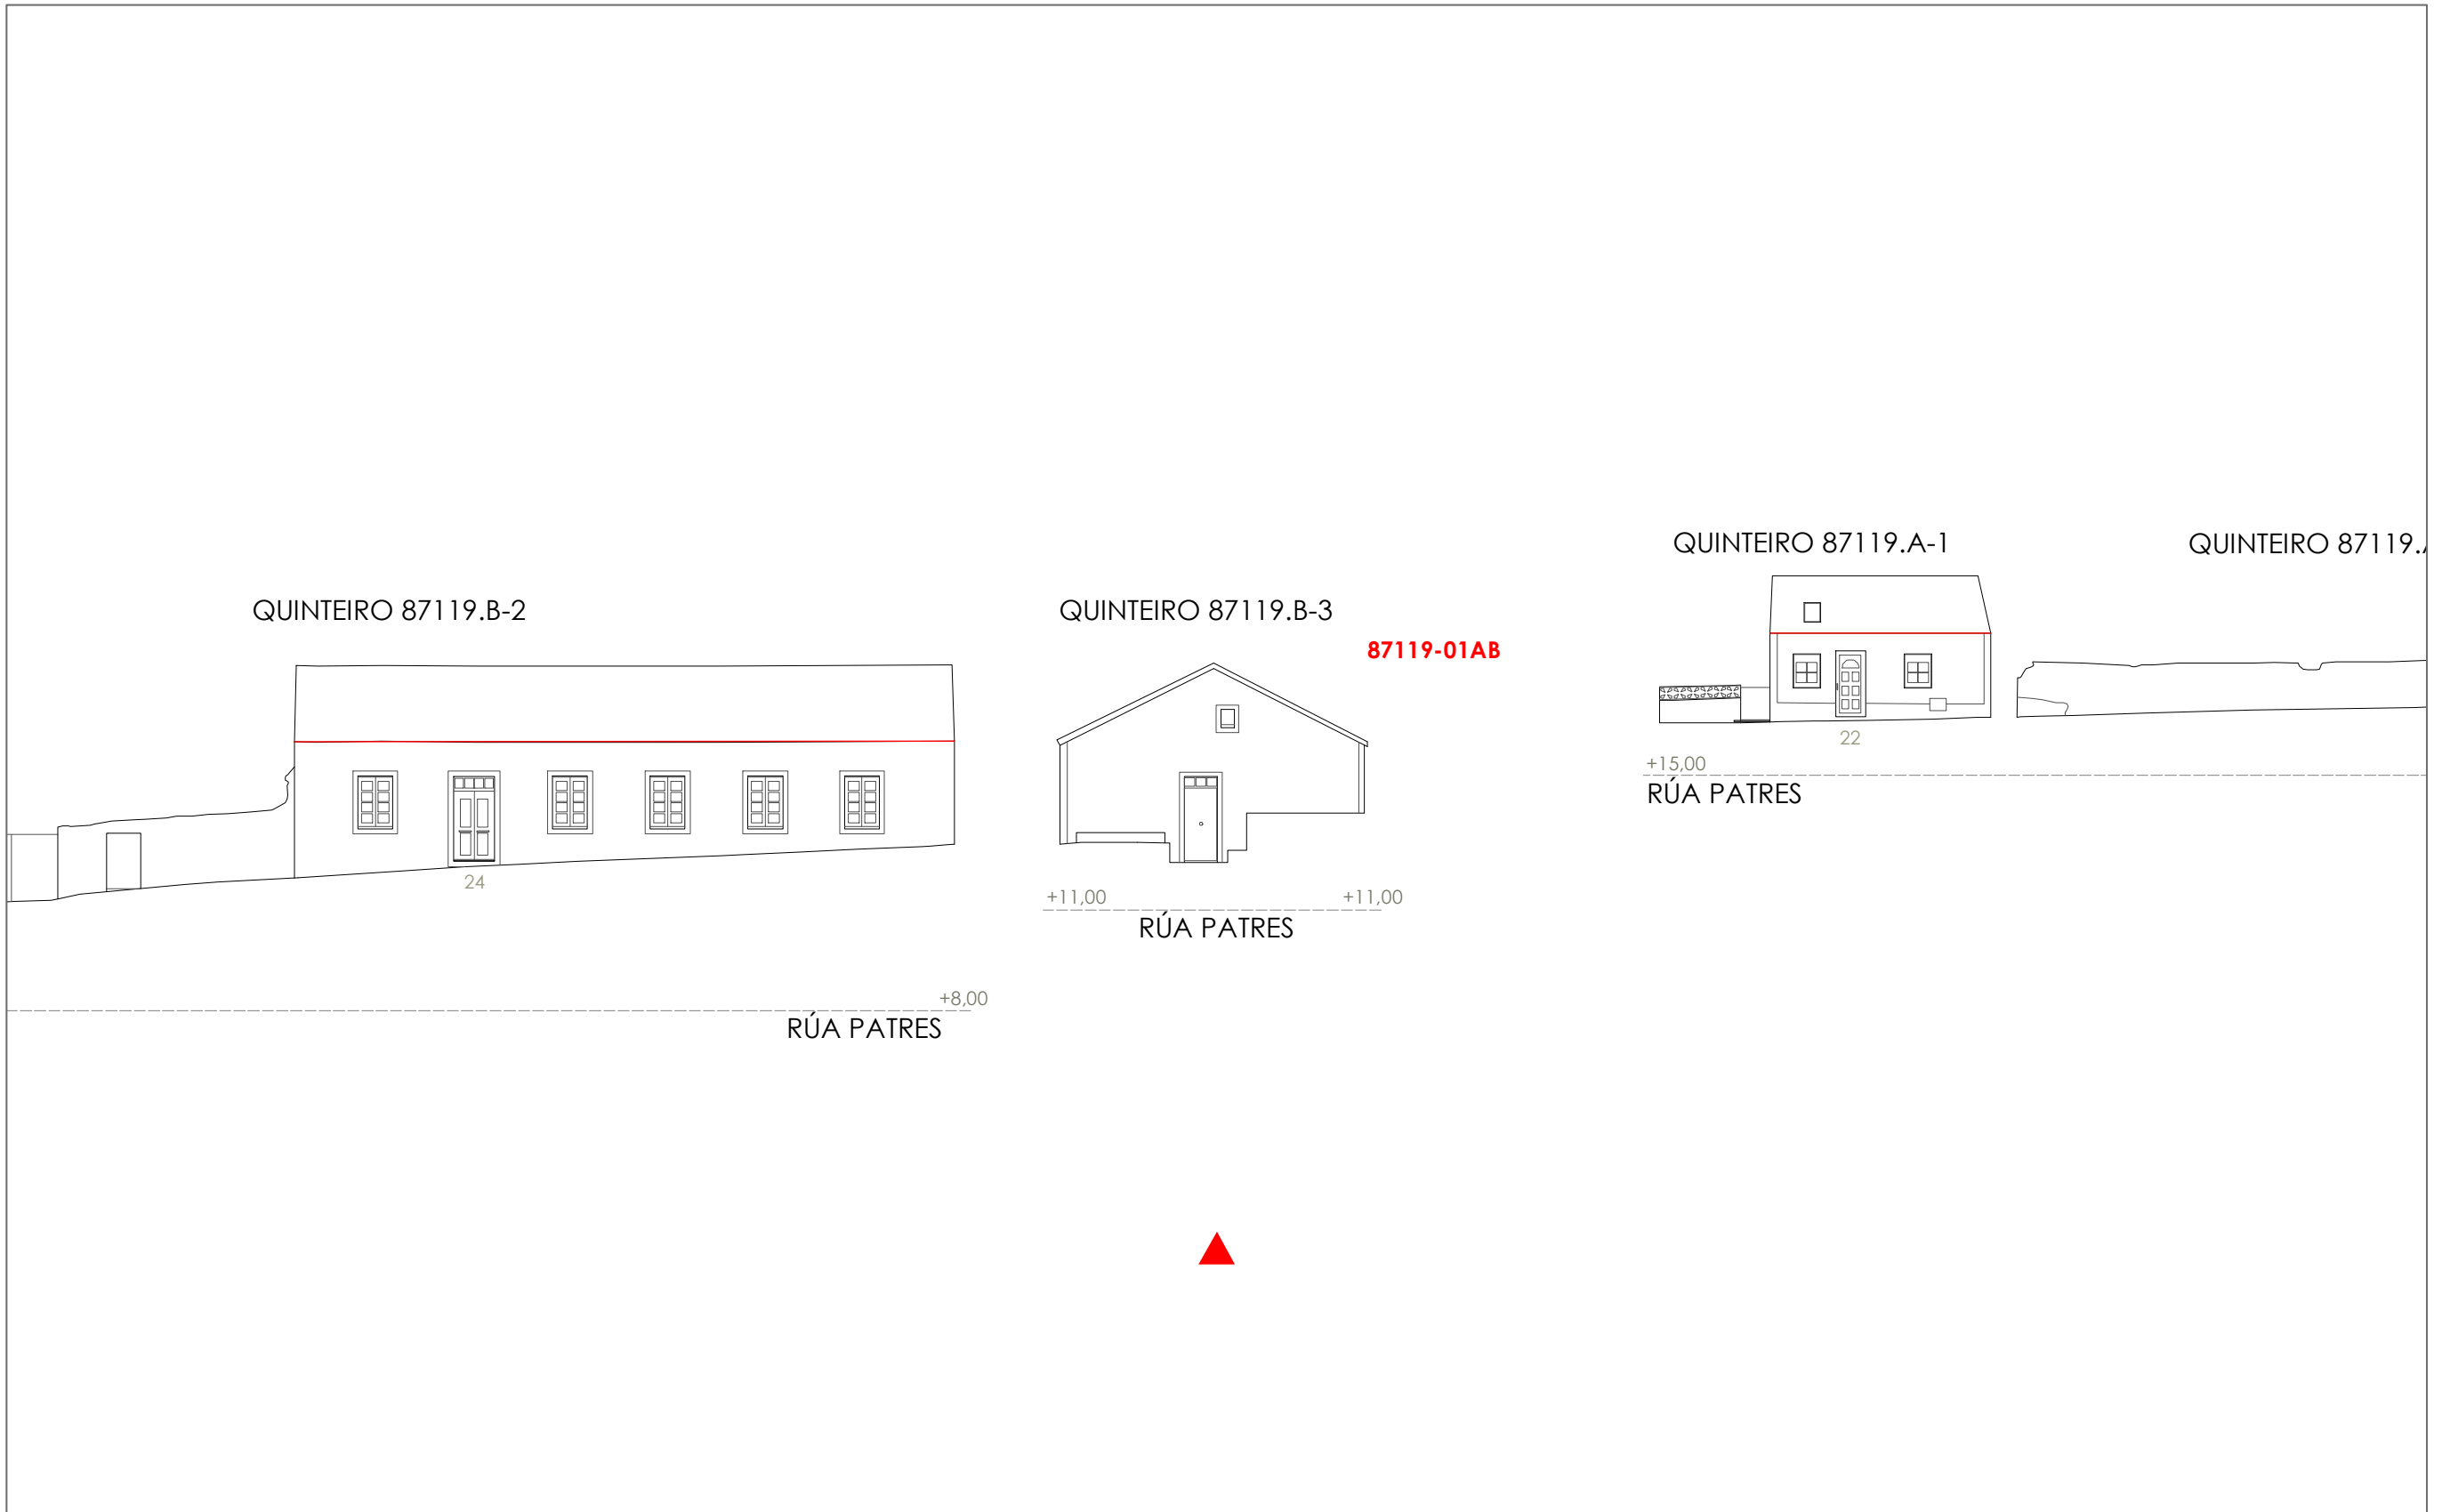 QUINTEIRO 87119.A-1
QUINTEIRO 87119.
QUINTEIRO 87119.B-2
QUINTEIRO 87119.B-3
87119-01AB
22
+15,00
RÚA PATRES
24
+11,00
+11,00
RÚA PATRES
+8,00
RÚA PATRES